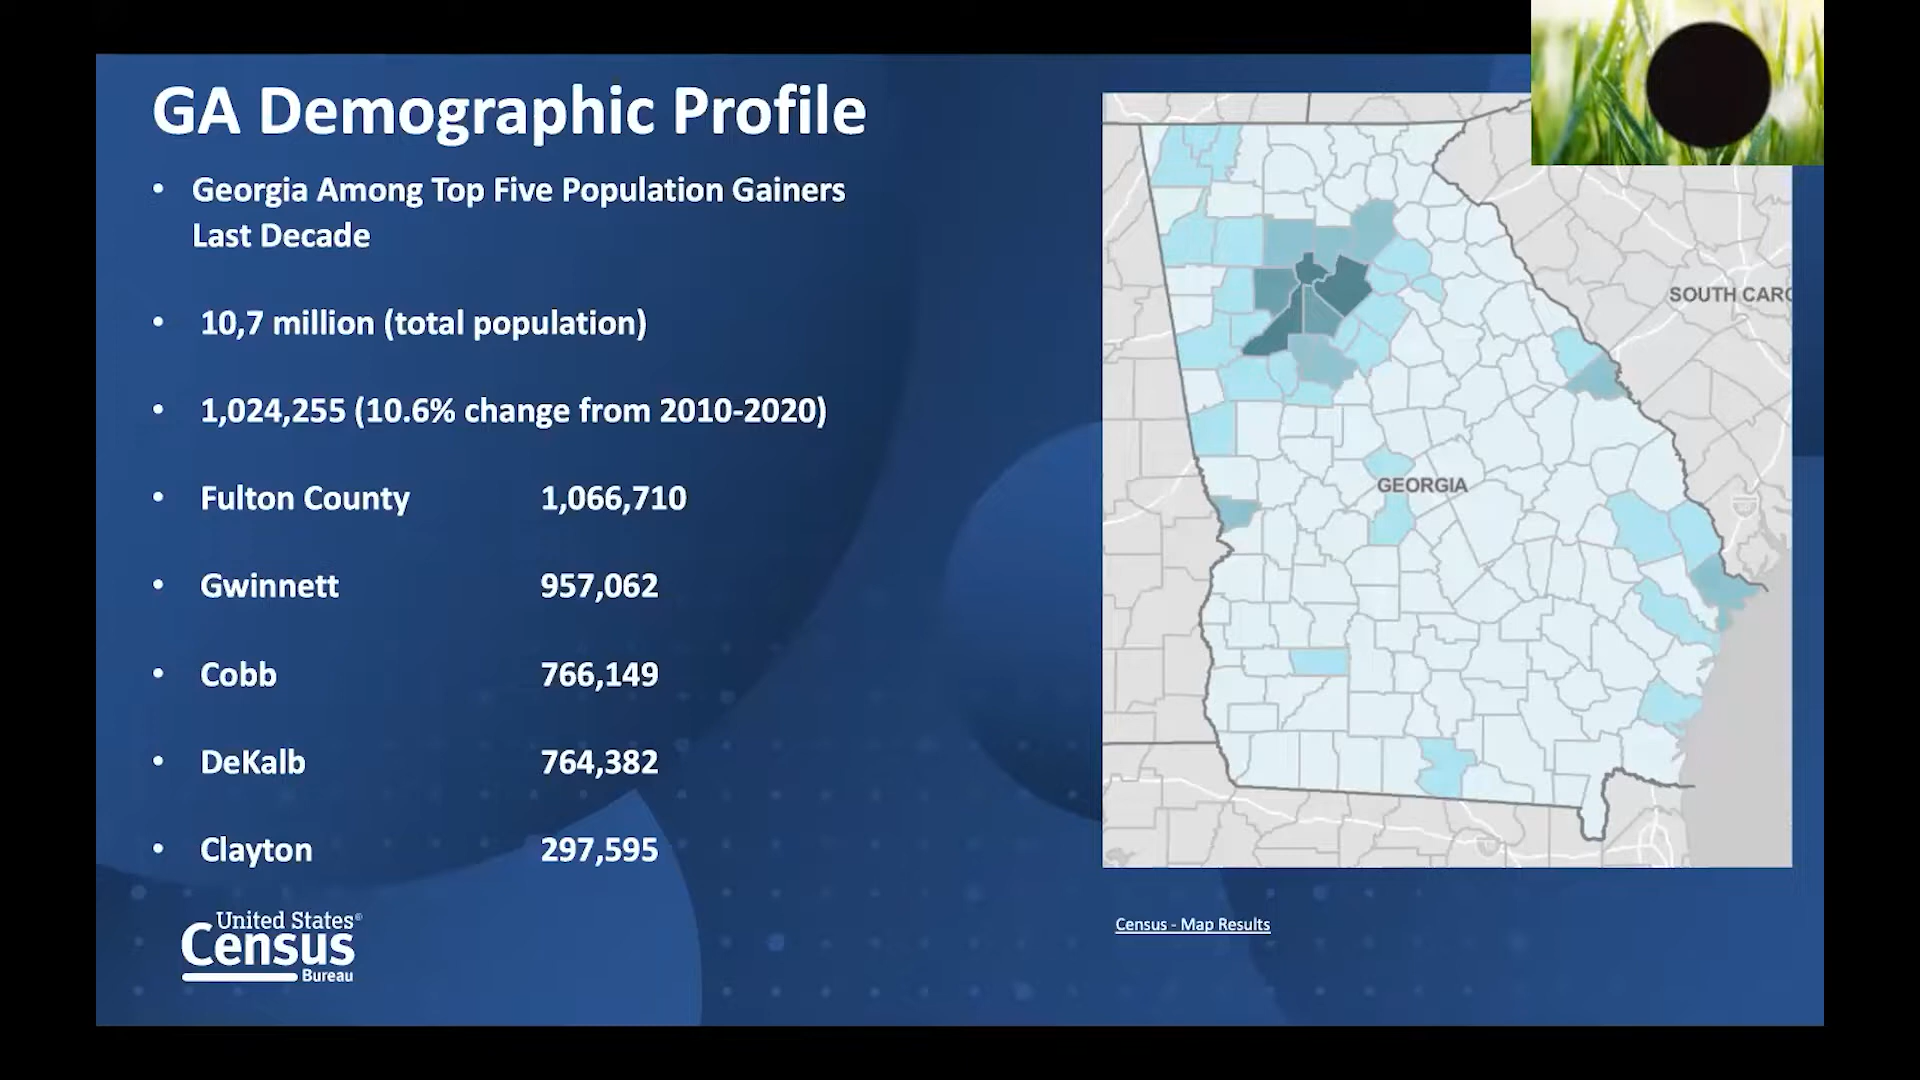 GA Demographic Profile
• Georgia Among Top Five Population Gainers
Last Decade
• 10,7 million (total population)
• 1,024,255 (10.6% change from 2010-2020)
• Fulton County 1,066,710
• Gwinnett 957,062
• Cobb 766,149
• DeKalb 764,382
• Clayton 297,595
United States®
Census
Bureau
SOUTH CARO
GEORGIA
Census - Map Results